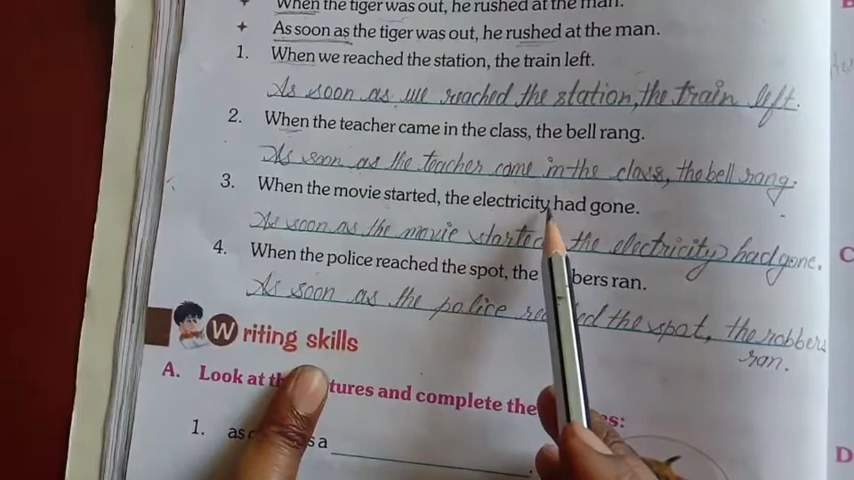 When the tiger was out, he rushed at the man.
+ As soon as the tiger was out, he rushed at the man.
1. When we reached the station, the train left.
As soon as we reached the station, the train left.
2. When the teacher came in the class, the bell rang.
As soon as the teacher came in the class, the bell rang.
3. When the movie started, the electricity had gone.
As soon as the movie started the electricity had gone.
4. When the police reached the spot, the bers ran.
As soon as the police the spot, the robbers
ran.
Writing skills
A. Look at tures and complete the
1. as a
C
D